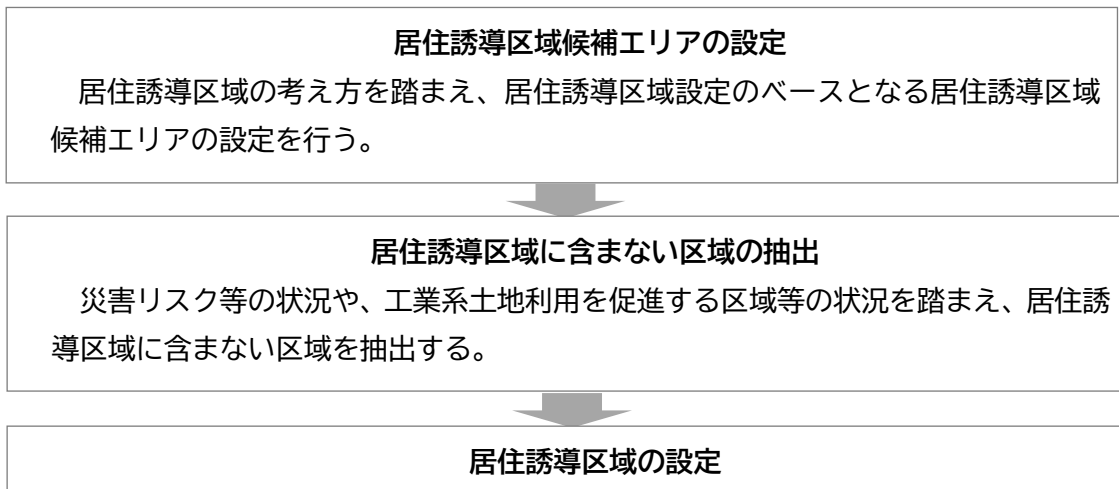 居住誘導区域候補エリアの設定
居住誘導区域の考え方を踏まえ、居住誘導区域設定のベースとなる居住誘導区域
候補エリアの設定を行う。
居住誘導区域に含まない区域の抽出
災害リスク等の状況や、工業系土地利用を促進する区域等の状況を踏まえ、居住誘
導区域に含まない区域を抽出する。
居住誘導区域の設定